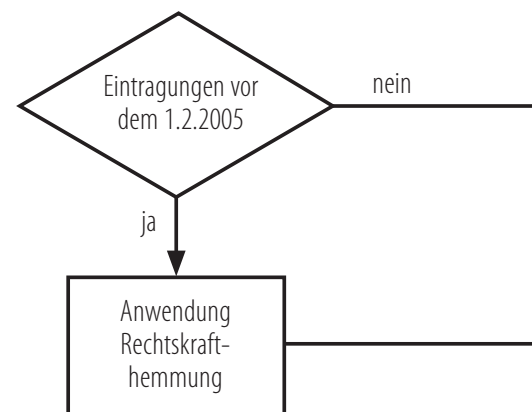 Eintragungen vor
dem 1.2.2005
nein
ja
Anwendung
Rechtskraft-
hemmung